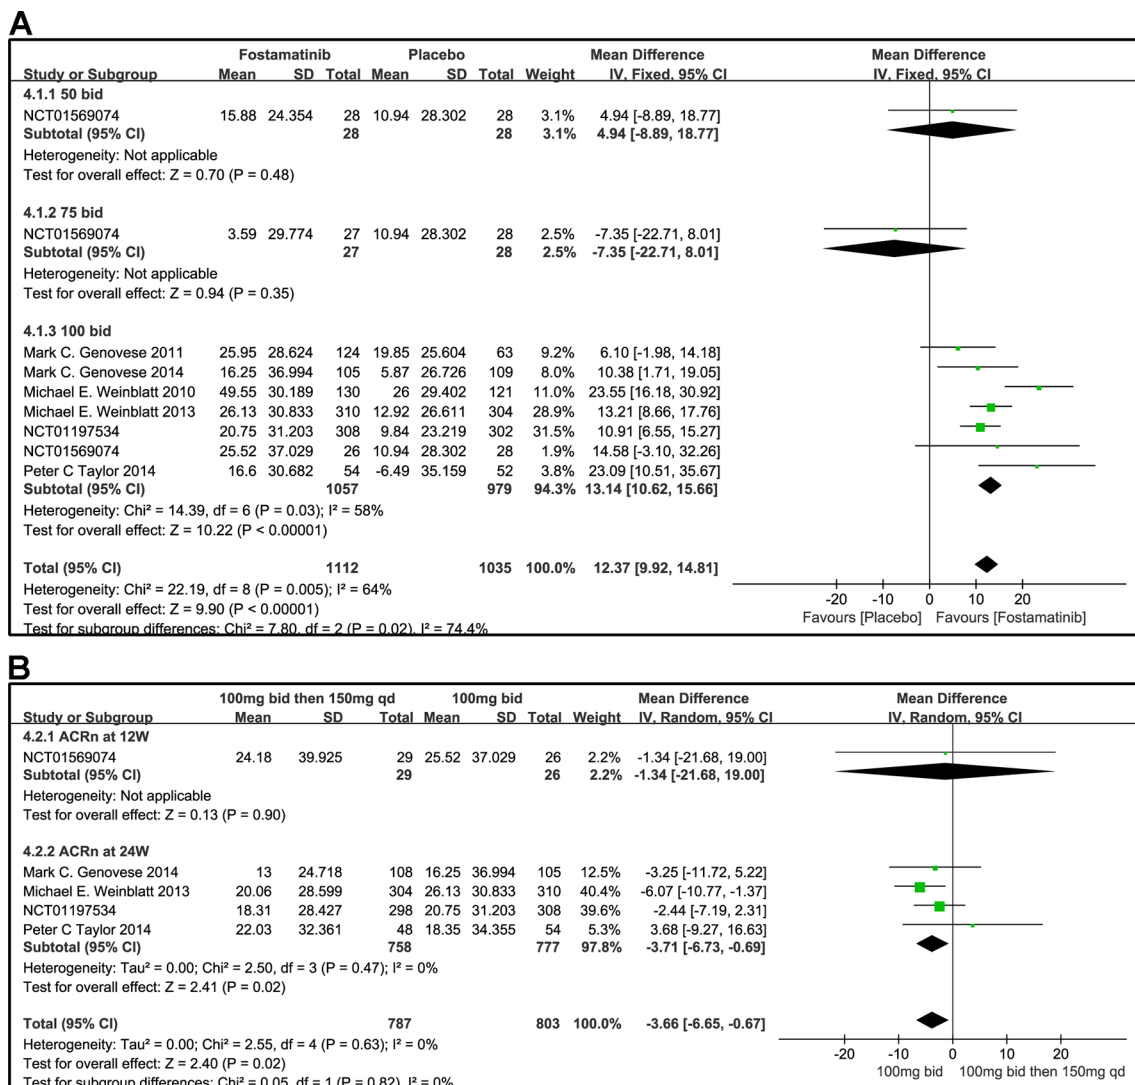 A
Fostamatinib Placebo Mean Difference Mean Difference
Study or Subgroup Mean SD Total Mean SD Total Weight IV, Fixed, 95% CI IV, Fixed, 95% CI
4.1.1 50 bid
NCT01569074 15.88 24.354 28 10.94 28.302 28 3.1% 4.94 [-8.89, 18.77]
Subtotal (95% CI) 28 28 3.1% 4.94 [-8.89, 18.77]
Heterogeneity: Not applicable
Test for overall effect: Z = 0.70 (P = 0.48)
4.1.2 75 bid
NCT01569074 3.59 29.774 27 10.94 28.302 28 2.5% -7.35 [-22.71, 8.01]
Subtotal (95% CI) 27 28 2.5% -7.35 [-22.71, 8.01]
Heterogeneity: Not applicable
Test for overall effect: Z = 0.94 (P = 0.35)
4.1.3 100 bid
Mark C. Genovese 2011 25.95 28.624 124 19.85 25.604 63 9.2% 6.10 [-1.98, 14.18]
Mark C. Genovese 2014 16.25 36.994 105 5.87 26.726 109 8.0% 10.38 [1.71, 19.05]
Michael E. Weinblatt 2010 49.55 30.189 130 26 29.402 121 11.0% 23.55 [16.18, 30.92]
Michael E. Weinblatt 2013 26.13 30.833 310 12.92 26.611 304 28.9% 13.21 [8.66, 17.76]
NCT01197534 20.75 31.203 308 9.84 23.219 302 31.5% 10.91 [6.55, 15.27]
NCT01569074 25.52 37.029 26 10.94 28.302 28 1.9% 14.58 [-3.10, 32.26]
Peter C Taylor 2014 16.6 30.682 54 -6.49 35.159 52 3.8% 23.09 [10.51, 35.67]
Subtotal (95% CI) 1057 979 94.3% 13.14 [10.62, 15.66]
Heterogeneity: Chi² = 14.39, df = 6 (P = 0.03); I² = 58%
Test for overall effect: Z = 10.22 (P < 0.00001)
Total (95% CI) 1112 1035 100.0% 12.37 [9.92, 14.81]
Heterogeneity: Chi² = 22.19, df = 8 (P = 0.005); I² = 64%
Test for overall effect: Z = 9.90 (P < 0.00001)
Test for subgroup differences: Chi² = 7.80, df = 2 (P = 0.02), I² = 74.4%
-20 -10 0 10 20
Favours [Placebo] Favours [Fostamatinib]
B
100mg bid then 150mg qd 100mg bid Mean Difference Mean Difference
Study or Subgroup Mean SD Total Mean SD Total Weight IV, Random, 95% CI IV, Random, 95% CI
4.2.1 ACRn at 12W
NCT01569074 24.18 39.925 29 25.52 37.029 26 2.2% -1.34 [-21.68, 19.00]
Subtotal (95% CI) 29 26 2.2% -1.34 [-21.68, 19.00]
Heterogeneity: Not applicable
Test for overall effect: Z = 0.13 (P = 0.90)
4.2.2 ACRn at 24W
Mark C. Genovese 2014 13 24.718 108 16.25 36.994 105 12.5% -3.25 [-11.72, 5.22]
Michael E. Weinblatt 2013 20.06 28.599 304 26.13 30.833 310 40.4% -6.07 [-10.77, -1.37]
NCT01197534 18.31 28.427 298 20.75 31.203 308 39.6% -2.44 [-7.19, 2.31]
Peter C Taylor 2014 22.03 32.361 48 18.35 34.355 54 5.3% 3.68 [-9.27, 16.63]
Subtotal (95% CI) 758 777 97.8% -3.71 [-6.73, -0.69]
Heterogeneity: Tau² = 0.00; Chi² = 2.50, df = 3 (P = 0.47); I² = 0%
Test for overall effect: Z = 2.41 (P = 0.02)
Total (95% CI) 787 803 100.0% -3.66 [-6.65, -0.67]
Heterogeneity: Tau² = 0.00; Chi² = 2.55, df = 4 (P = 0.63); I² = 0%
Test for overall effect: Z = 2.40 (P = 0.02)
Test for subgroup differences: Chi² = 0.05, df = 1 (P = 0.82), I² = 0%
-20 -10 0 10 20
100mg bid 100mg bid then 150mg qd